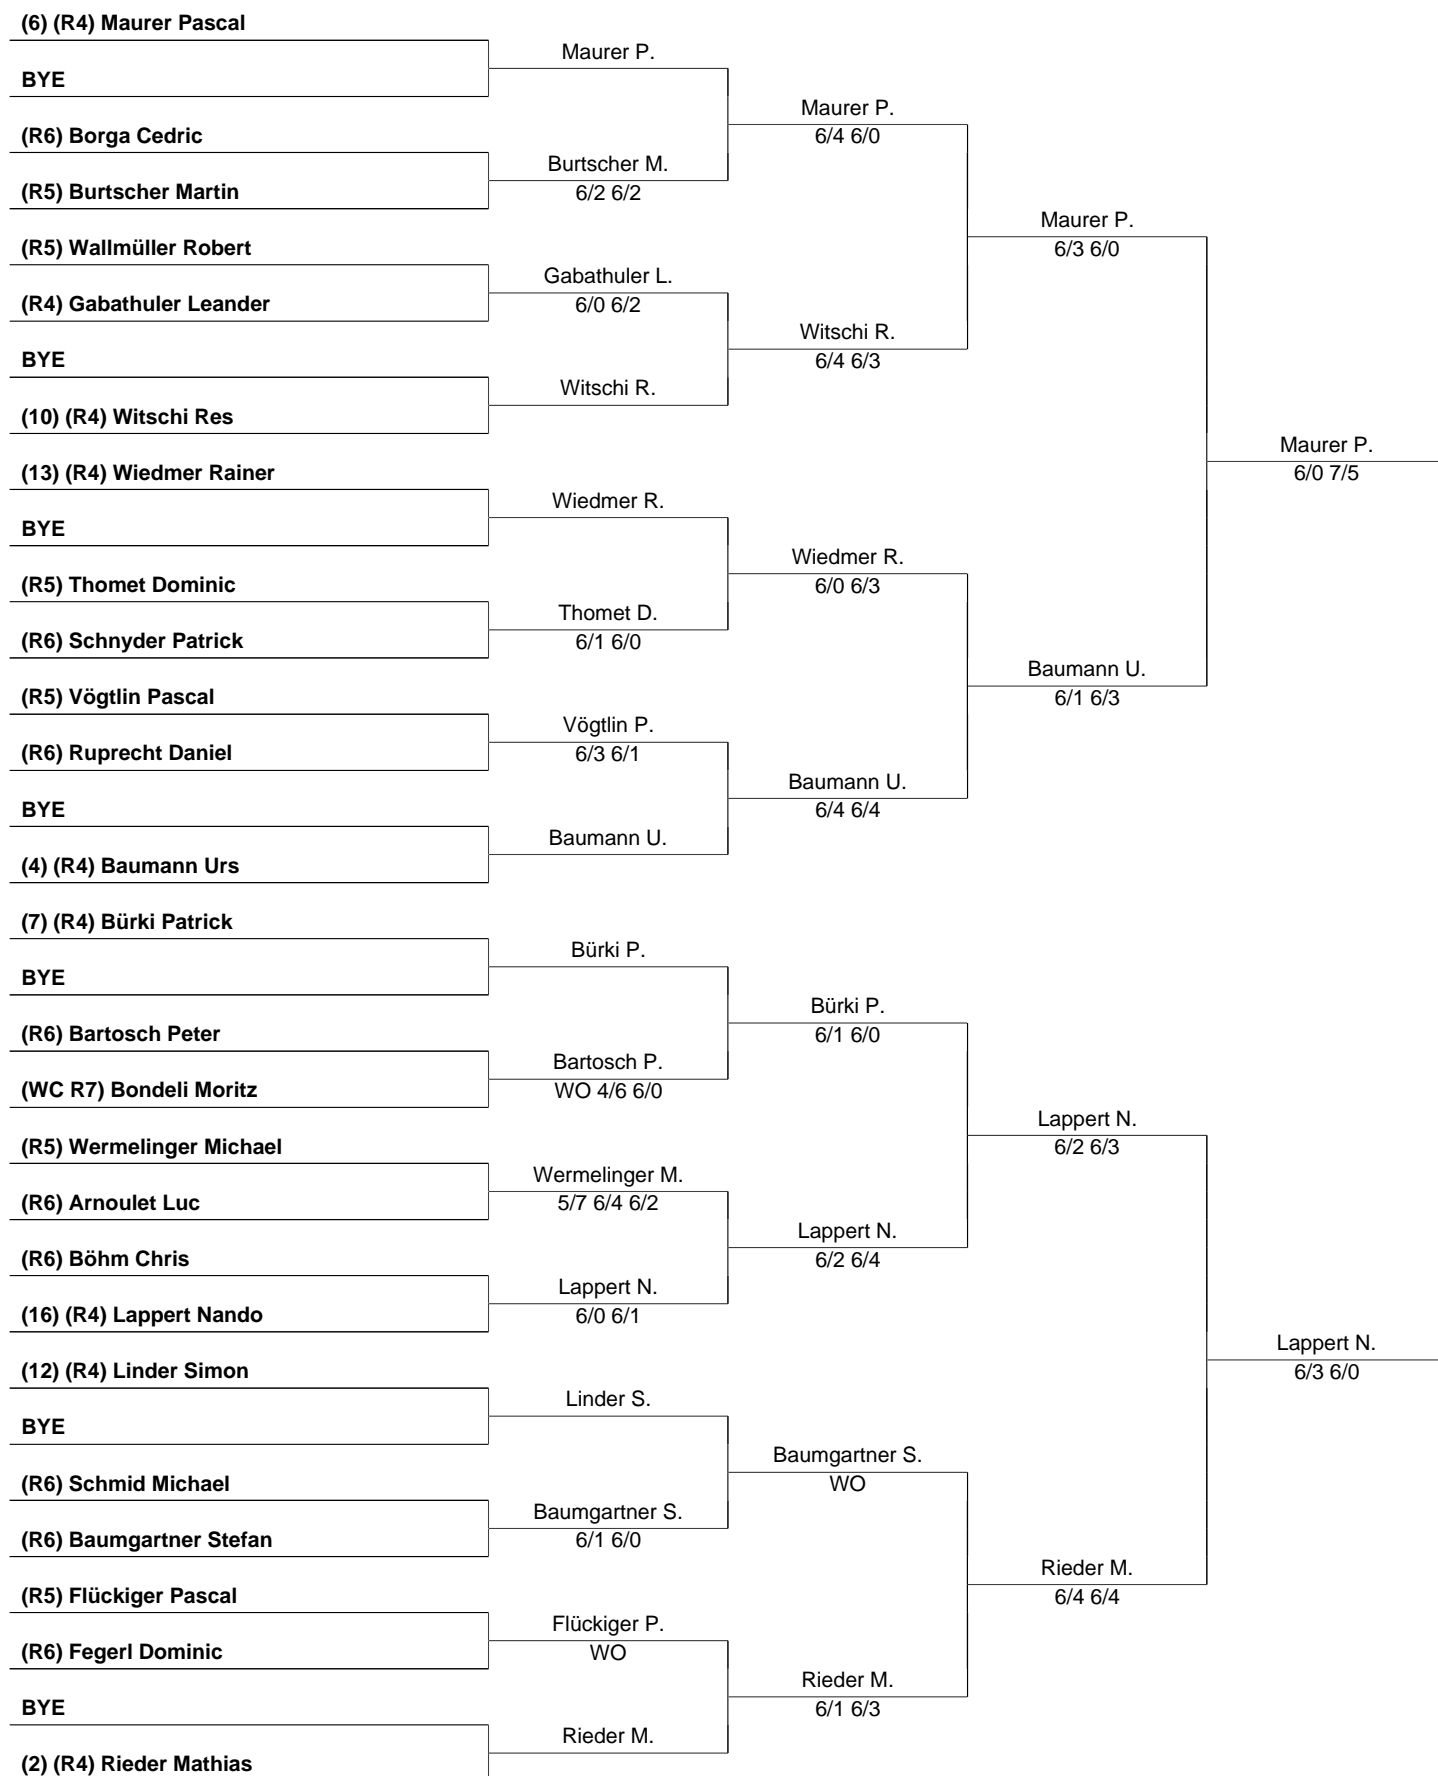 (6) (R4) Maurer Pascal
BYE
(R6) Borga Cedric
(R5) Burtscher Martin
(R5) Wallmüller Robert
(R4) Gabathuler Leander
BYE
(10) (R4) Witschi Res
(13) (R4) Wiedmer Rainer
BYE
(R5) Thomet Dominic
(R6) Schnyder Patrick
(R5) Vögtlin Pascal
(R6) Ruprecht Daniel
BYE
(4) (R4) Baumann Urs
(7) (R4) Bürki Patrick
BYE
(R6) Bartosch Peter
(WC R7) Bondeli Moritz
(R5) Wermelinger Michael
(R6) Arnoulet Luc
(R6) Böhm Chris
(16) (R4) Lappert Nando
(12) (R4) Linder Simon
BYE
(R6) Schmid Michael
(R6) Baumgartner Stefan
(R5) Flückiger Pascal
(R6) Fegerl Dominic
BYE
(2) (R4) Rieder Mathias
Maurer P.
Burtscher M.
6/2 6/2
Gabathuler L.
6/0 6/2
Witschi R.
Wiedmer R.
Thomet D.
6/1 6/0
Vögtlin P.
6/3 6/1
Baumann U.
Bürki P.
Bartosch P.
WO 4/6 6/0
Wermelinger M.
5/7 6/4 6/2
Lappert N.
6/0 6/1
Linder S.
Baumgartner S.
6/1 6/0
Flückiger P.
WO
Rieder M.
Maurer P.
6/4 6/0
Witschi R.
6/4 6/3
Wiedmer R.
6/0 6/3
Baumann U.
6/4 6/4
Bürki P.
6/1 6/0
Lappert N.
6/2 6/4
Baumgartner S.
WO
Rieder M.
6/1 6/3
Maurer P.
6/3 6/0
Baumann U.
6/1 6/3
Lappert N.
6/2 6/3
Rieder M.
6/4 6/4
Maurer P.
6/0 7/5
Lappert N.
6/3 6/0